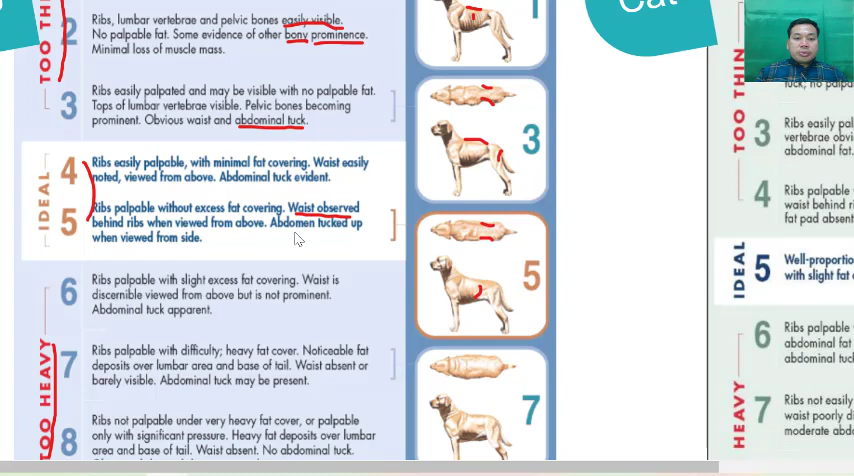 Cat
TOO THIN
2
Ribs, lumbar vertebrae and pelvic bones easily visible.
No palpable fat. Some evidence of other bony prominence.
Minimal loss of muscle mass.
3
Ribs easily palpated and may be visible with no palpable fat.
Tops of lumbar vertebrae visible. Pelvic bones becoming
prominent. Obvious waist and abdominal tuck.
IDEAL
4
Ribs easily palpable, with minimal fat covering. Waist easily
noted, viewed from above. Abdominal tuck evident.
5
Ribs palpable without excess fat covering. Waist observed
behind ribs when viewed from above. Abdomen tucked up
when viewed from side.
TOO HEAVY
6
Ribs palpable with slight excess fat covering. Waist is
discernible viewed from above but is not prominent.
Abdominal tuck apparent.
7
Ribs palpable with difficulty; heavy fat cover. Noticeable fat
deposits over lumbar area and base of tail. Waist absent or
barely visible. Abdominal tuck may be present.
8
Ribs not palpable under very heavy fat cover, or palpable
only with significant pressure. Heavy fat deposits over lumbar
area and base of tail. Waist absent. No abdominal tuck.
1
3
5
7
TOO THIN
tuck, no
3
Ribs easily
vertebrae
abdominal fat.
4
Ribs palpable
waist behind
fat pad absent
IDEAL
5
with slight fat
HEAVY
6
Ribs palpable
abdominal fat
abdominal
7
Ribs not easily
waist poorly
moderate